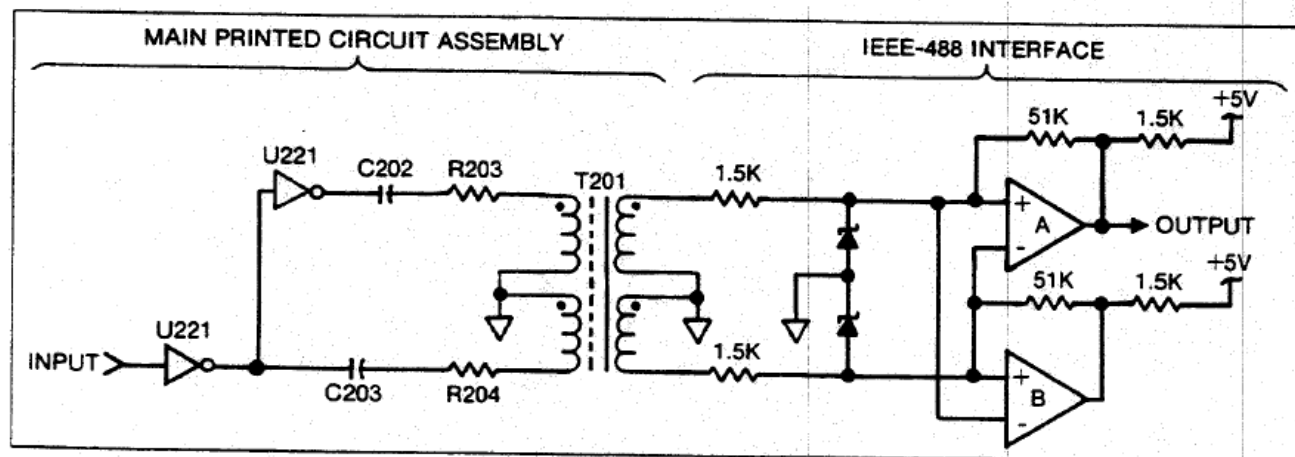 MAIN PRINTED CIRCUIT ASSEMBLY
IEEE-488 INTERFACE
+5V
51K
1.5K
U221
C202
R203
T201
1.5K
+
A
-
OUTPUT
+5V
51K
1.5K
U221
INPUT
1.5K
C203
R204
+
B
-